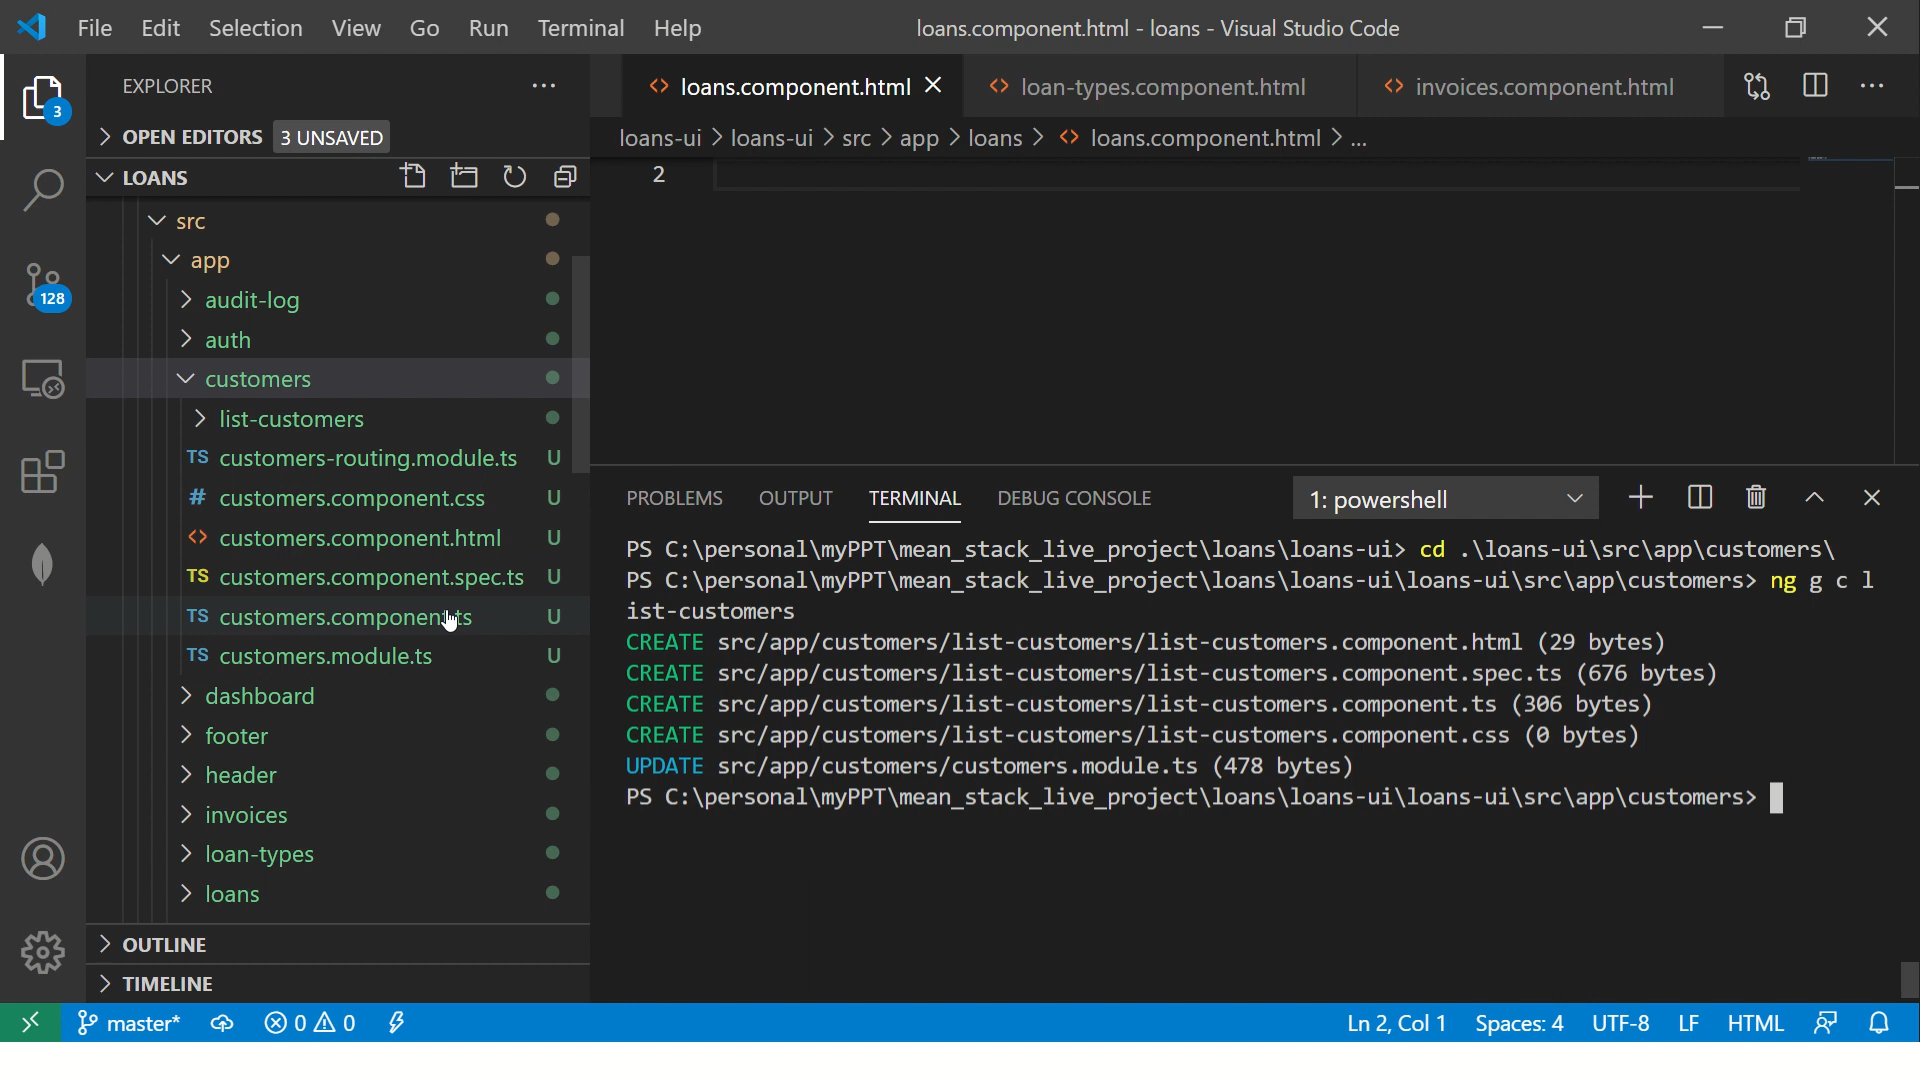 File Edit Selection View Go Run Terminal Help loans.component.html - loans - Visual Studio Code
EXPLORER
3
OPEN EDITORS 3 UNSAVED
LOANS
src
app
audit-log
128
auth
customers
list-customers
TS customers-routing.module.ts U
# customers.component.css U
<> customers.component.html U
TS customers.component.spec.ts U
TS customers.component.ts U
TS customers.module.ts U
dashboard
footer
header
invoices
loan-types
loans
OUTLINE
TIMELINE
<> loans.component.html <> loan-types.component.html <> invoices.component.html
loans-ui > loans-ui > src > app > loans > <> loans.component.html > ...
2
PROBLEMS OUTPUT TERMINAL DEBUG CONSOLE 1: powershell
PS C:\personal\myPPT\mean_stack_live_project\loans\loans-ui> cd .\loans-ui\src\app\customers\
PS C:\personal\myPPT\mean_stack_live_project\loans\loans-ui\loans-ui\src\app\customers> ng g c l
ist-customers
CREATE src/app/customers/list-customers/list-customers.component.html (29 bytes)
CREATE src/app/customers/list-customers/list-customers.component.spec.ts (676 bytes)
CREATE src/app/customers/list-customers/list-customers.component.ts (306 bytes)
CREATE src/app/customers/list-customers/list-customers.component.css (0 bytes)
UPDATE src/app/customers/customers.module.ts (478 bytes)
PS C:\personal\myPPT\mean_stack_live_project\loans\loans-ui\loans-ui\src\app\customers>
master* 0 0 Ln 2, Col 1 Spaces: 4 UTF-8 LF HTML